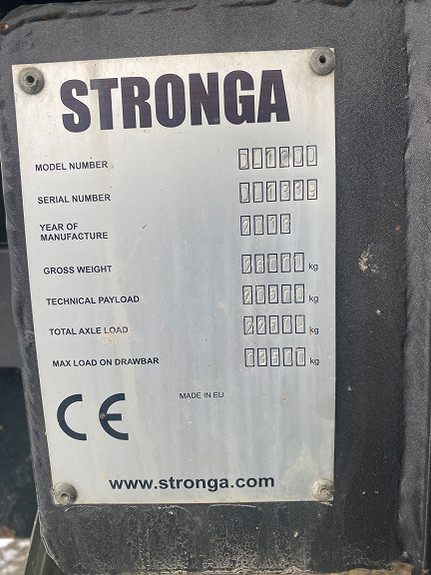 STRONGA
MODEL NUMBER
SERIAL NUMBER
YEAR OF
MANUFACTURE
GROSS WEIGHT kg
TECHNICAL PAYLOAD kg
TOTAL AXLE LOAD kg
MAX LOAD ON DRAWBAR kg
MADE IN EU
CE
www.stronga.com